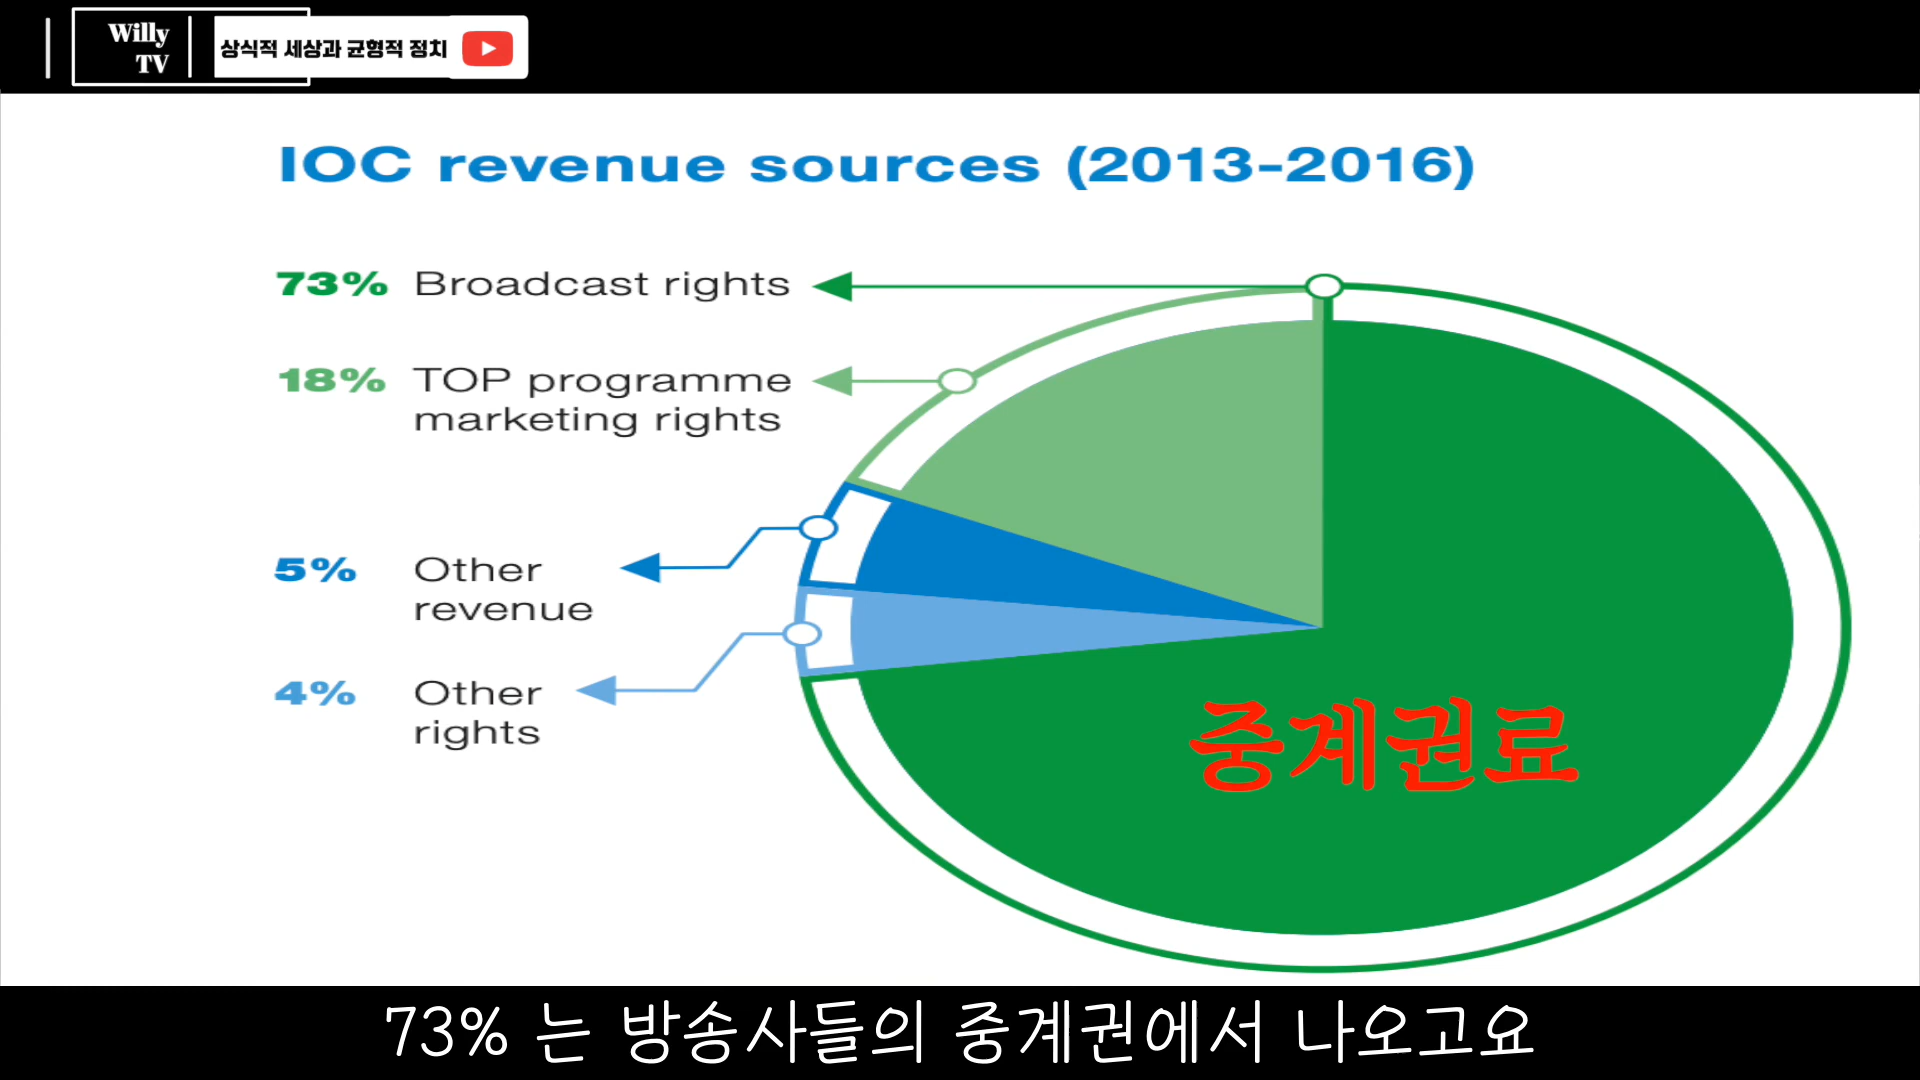 Willy
TV
상식적 세상과 균형적 정치
IOC revenue sources (2013-2016)
73% Broadcast rights
18% TOP programme
marketing rights
5% Other
revenue
4% Other
rights
중계권료
73% 는 방송사들의 중계권에서 나오고요